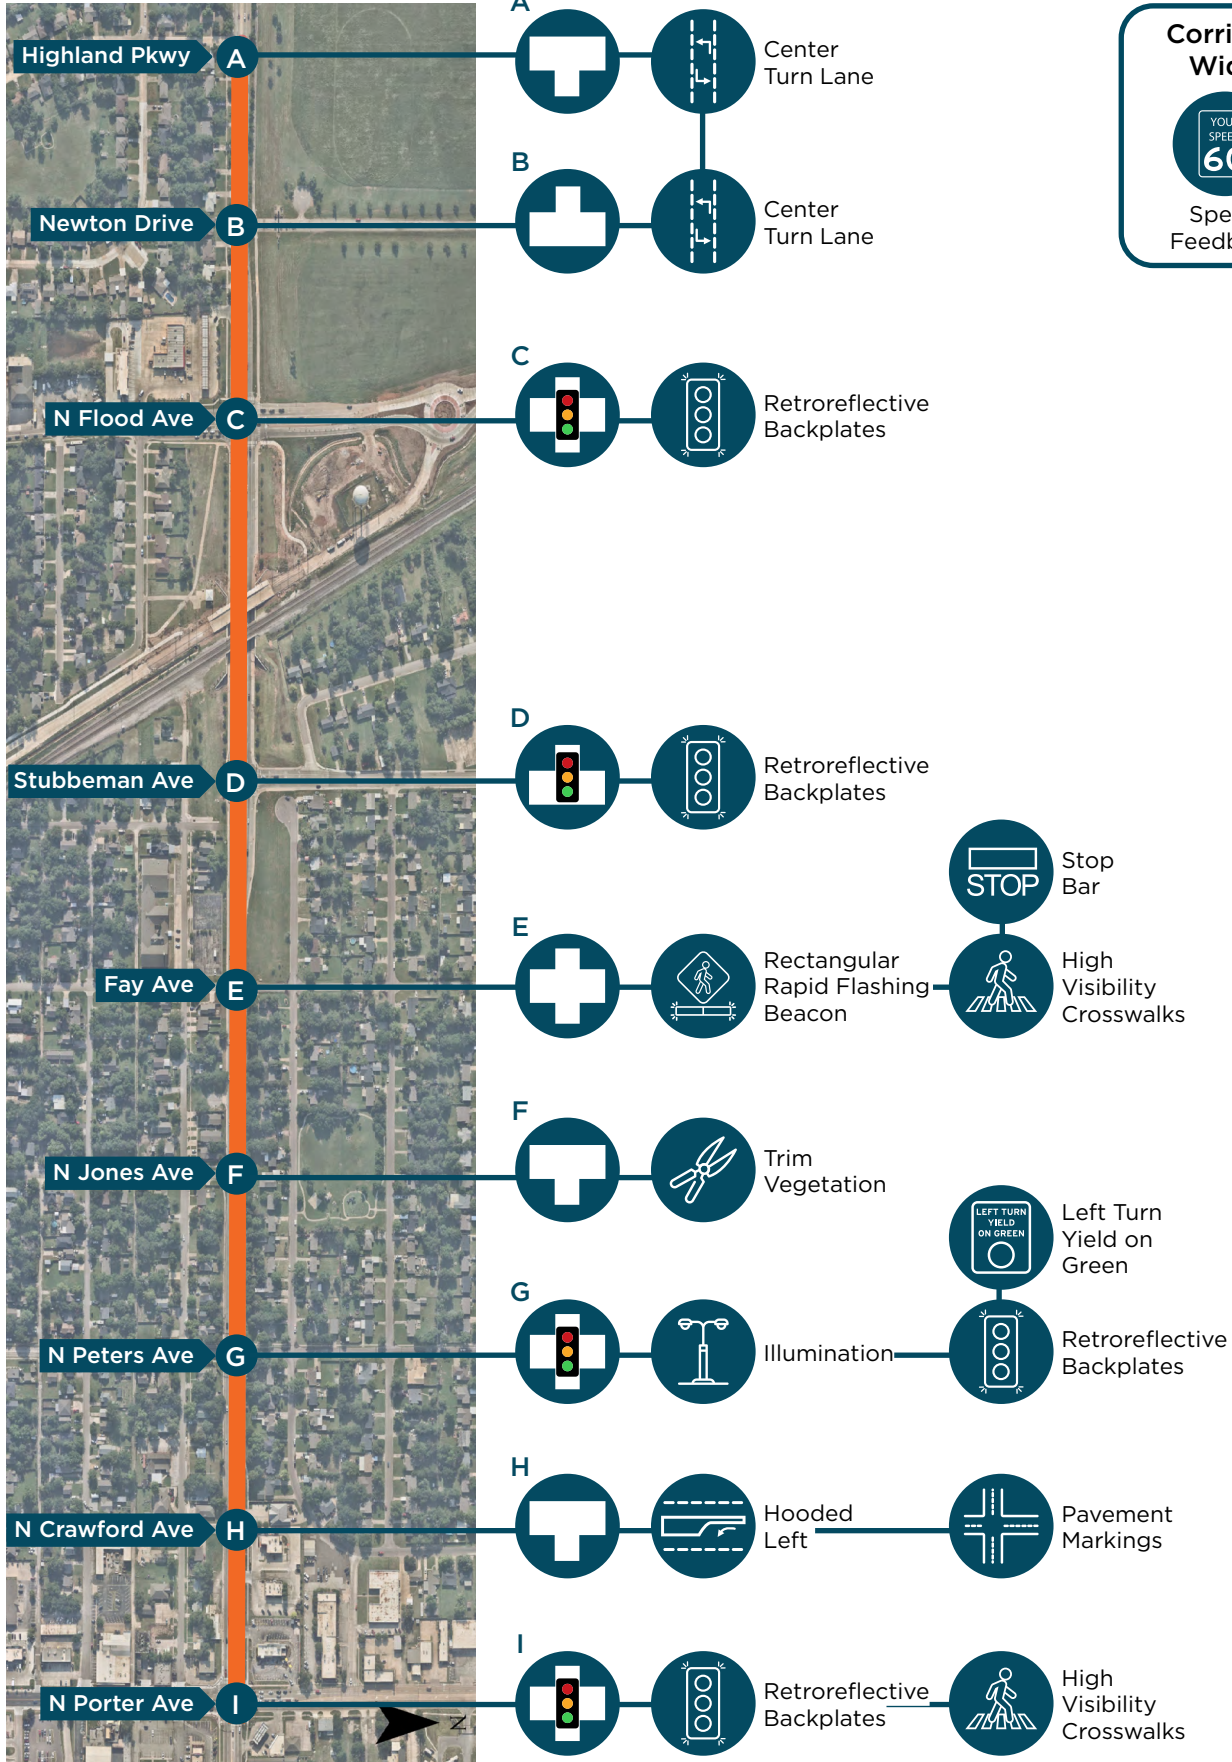 Highland Pkwy
A
A
Center
Turn Lane
Newton Drive
B
B
Center
Turn Lane
N Flood Ave
C
C
Retroreflective
Backplates
Stubbeman Ave
D
D
Retroreflective
Backplates
Fay Ave
E
E
Rectangular
Rapid Flashing
Beacon
STOP
Stop
Bar
High
Visibility
Crosswalks
N Jones Ave
F
F
Trim
Vegetation
N Peters Ave
G
G
Illumination
LEFT TURN
YIELD
ON GREEN
Left Turn
Yield on
Green
Retroreflective
Backplates
N Crawford Ave
H
H
Hooded
Left
Pavement
Markings
N Porter Ave
I
I
Retroreflective
Backplates
High
Visibility
Crosswalks
N